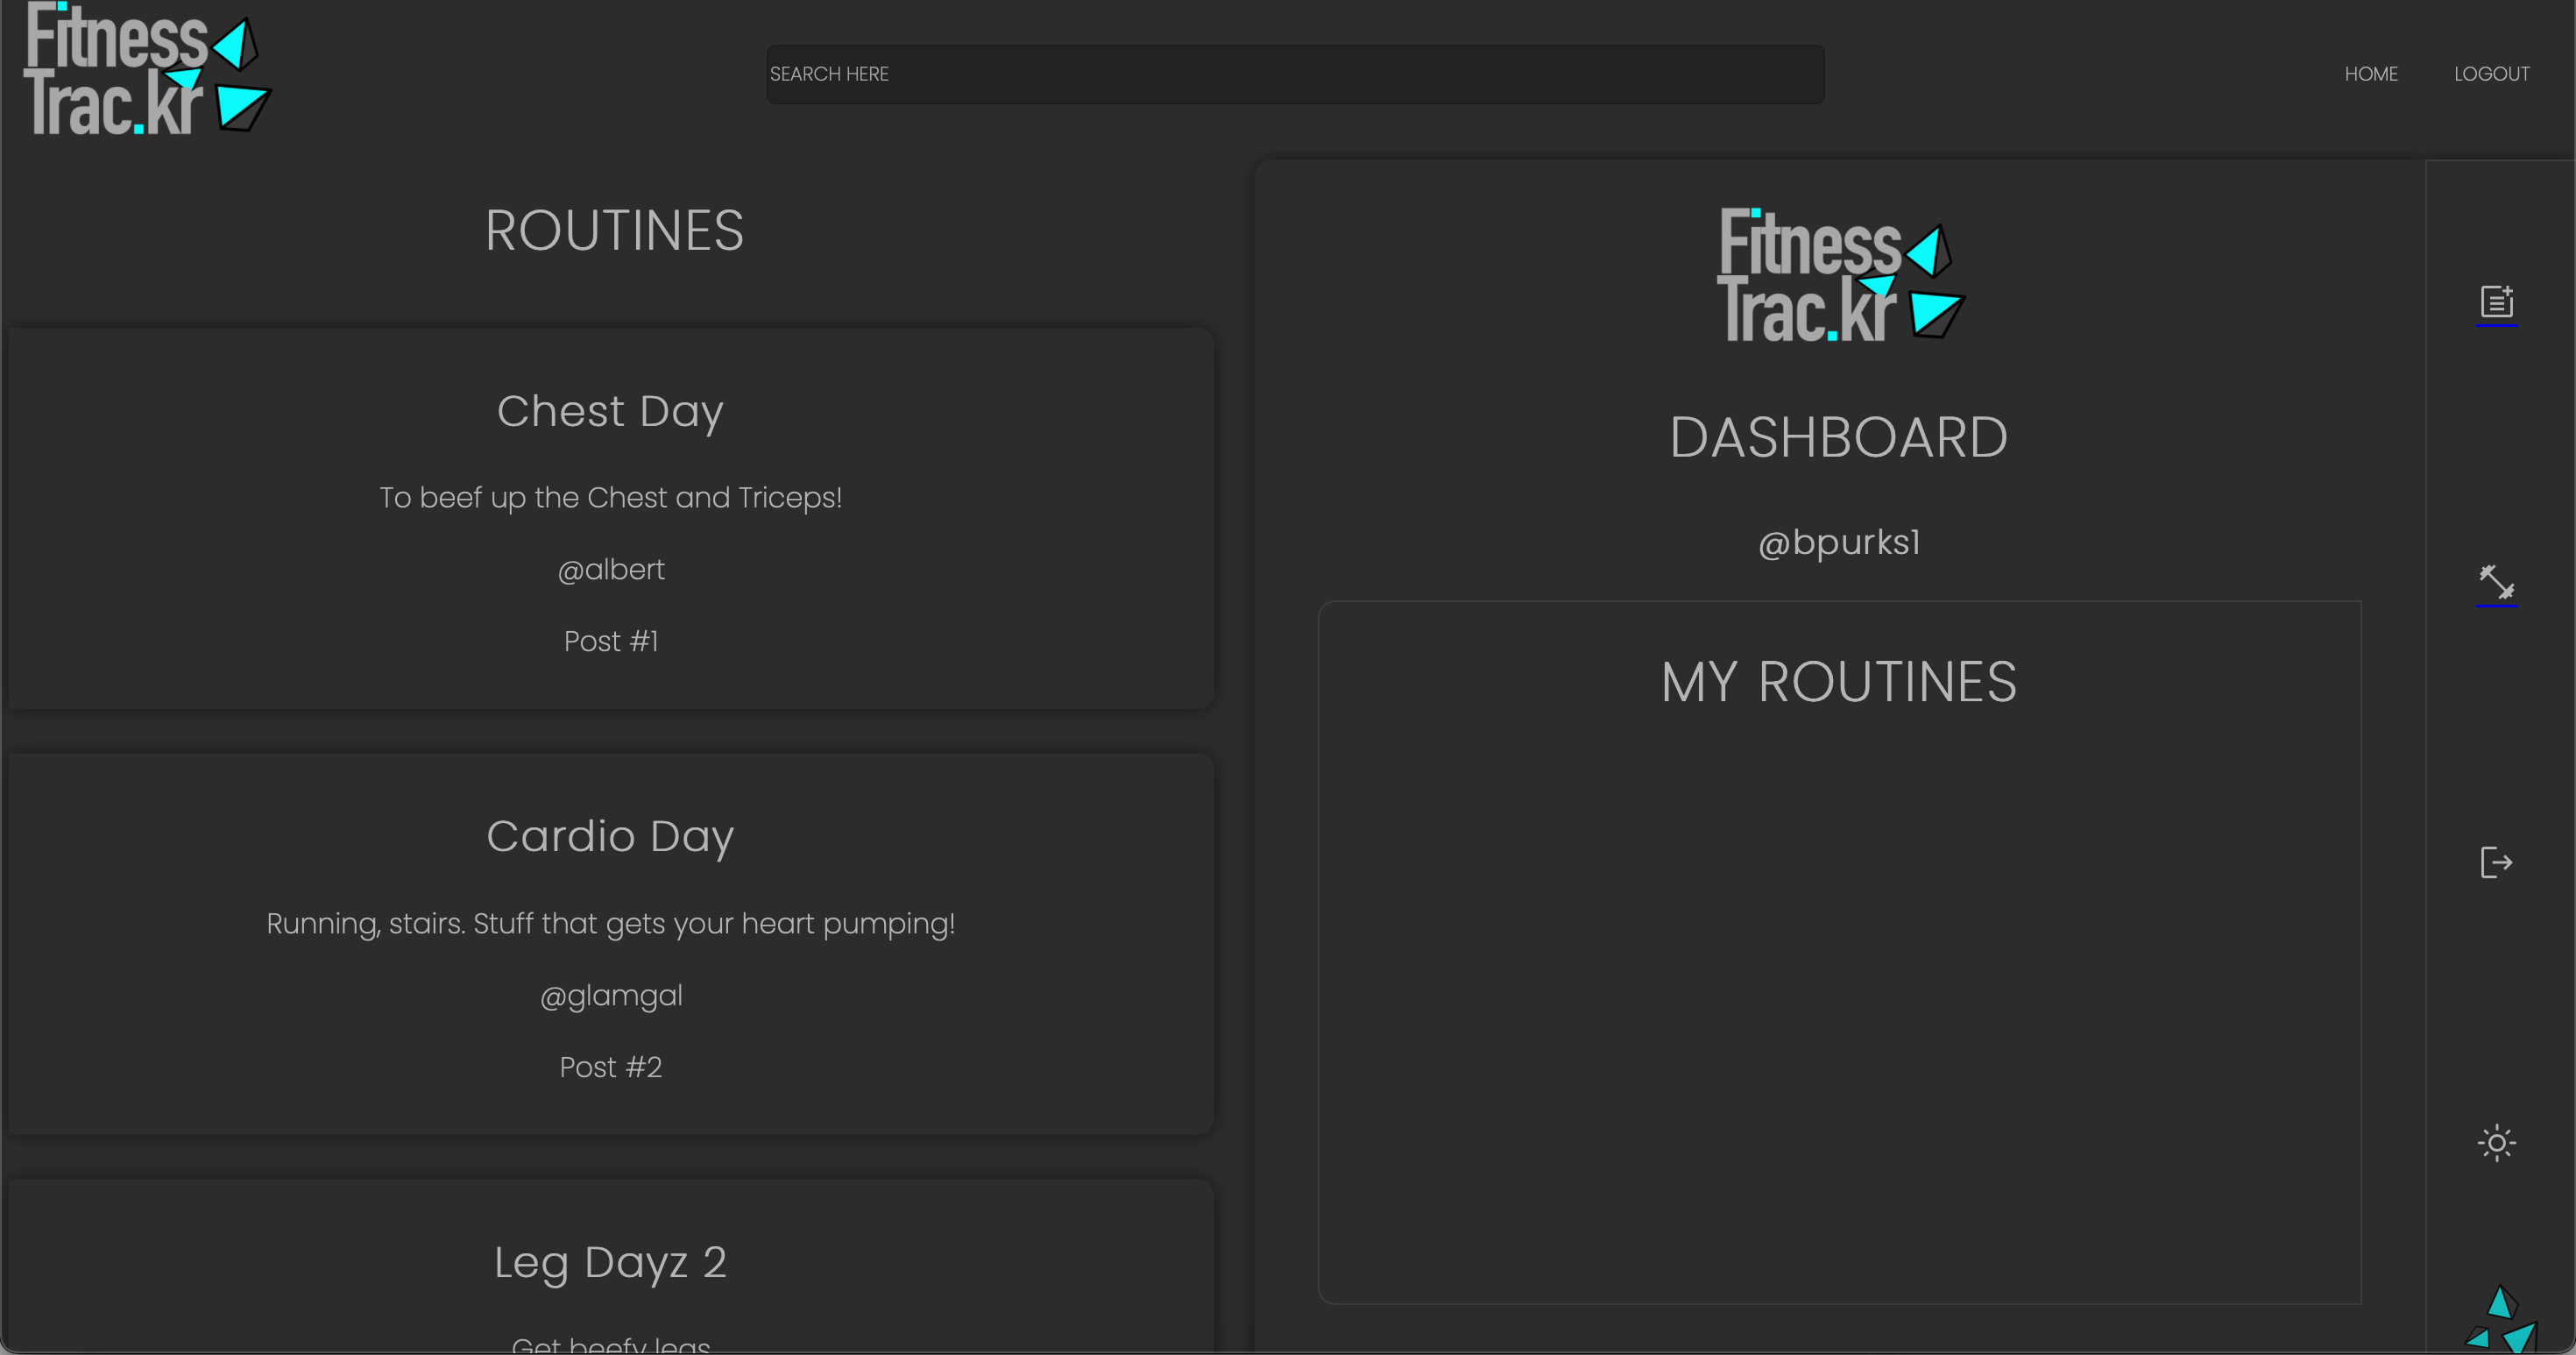 Fitness
Trac.kr
SEARCH HERE
HOME
LOGOUT
ROUTINES
Chest Day
To beef up the Chest and Triceps!
@albert
Post #1
Cardio Day
Running, stairs. Stuff that gets your heart pumping!
@glamgal
Post #2
Leg Dayz 2
Get beefy legs
Fitness
Trac.kr
DASHBOARD
@bpurks1
MY ROUTINES